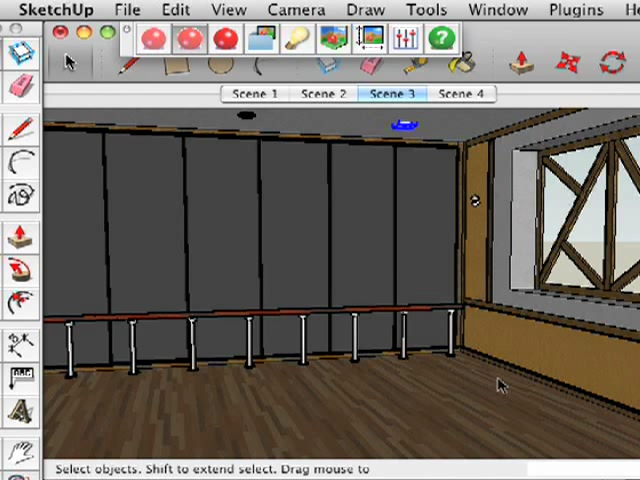 SketchUp File Edit View Camera Draw Tools Window Plugins
Scene 1 Scene 2 Scene 3 Scene 4
ABC
Select objects. Shift to extend select. Drag mouse to